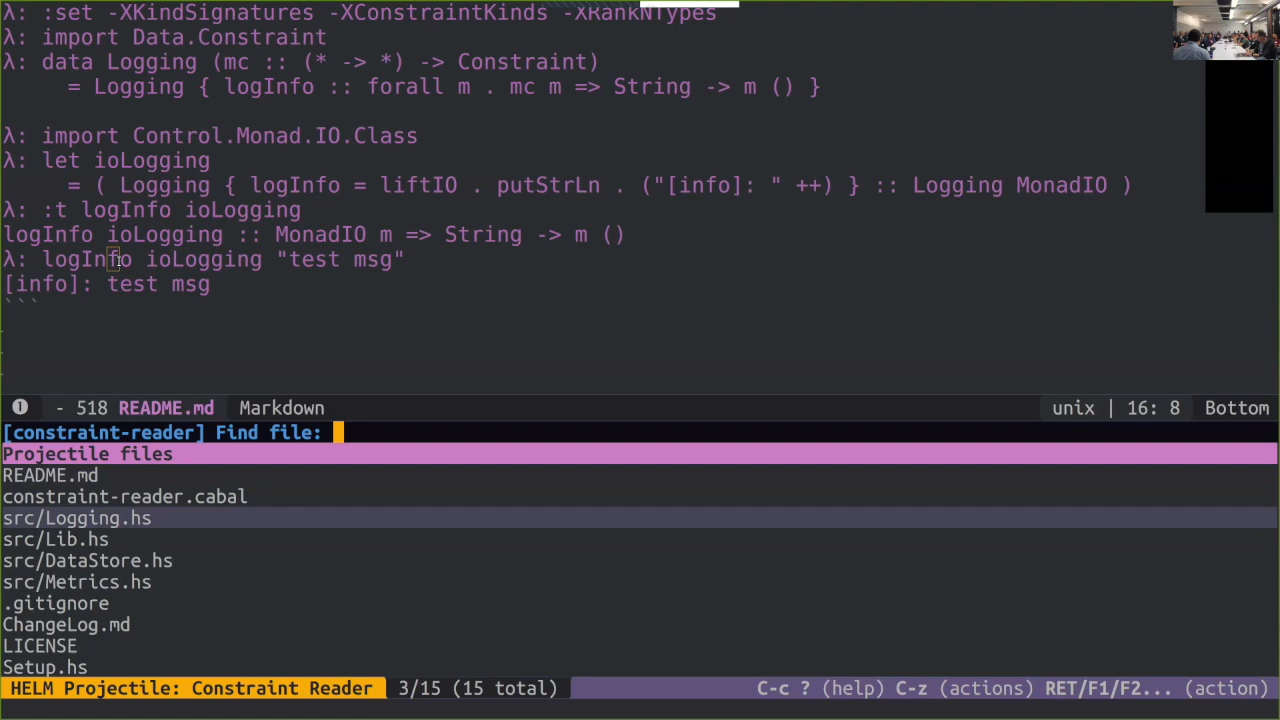 λ: :set -XKindSignatures -XConstraintKinds -XRankNTypes
λ: import Data.Constraint
λ: data Logging (mc :: (* -> *) -> Constraint)
     = Logging { logInfo :: forall m . mc m => String -> m () }
λ: import Control.Monad.IO.Class
λ: let ioLogging
     = ( Logging { logInfo = liftIO . putStrLn . ("[info]: " ++) } :: Logging MonadIO )
λ: :t logInfo ioLogging
logInfo ioLogging :: MonadIO m => String -> m ()
λ: logInfo ioLogging "test msg"
[info]: test msg
```
❶ - 518 README.md Markdown unix | 16: 8 Bottom
[constraint-reader] Find file:
Projectile files
README.md
constraint-reader.cabal
src/Logging.hs
src/Lib.hs
src/DataStore.hs
src/Metrics.hs
.gitignore
ChangeLog.md
LICENSE
Setup.hs
HELM Projectile: Constraint Reader 3/15 (15 total) C-c ? (help) C-z (actions) RET/F1/F2... (action)